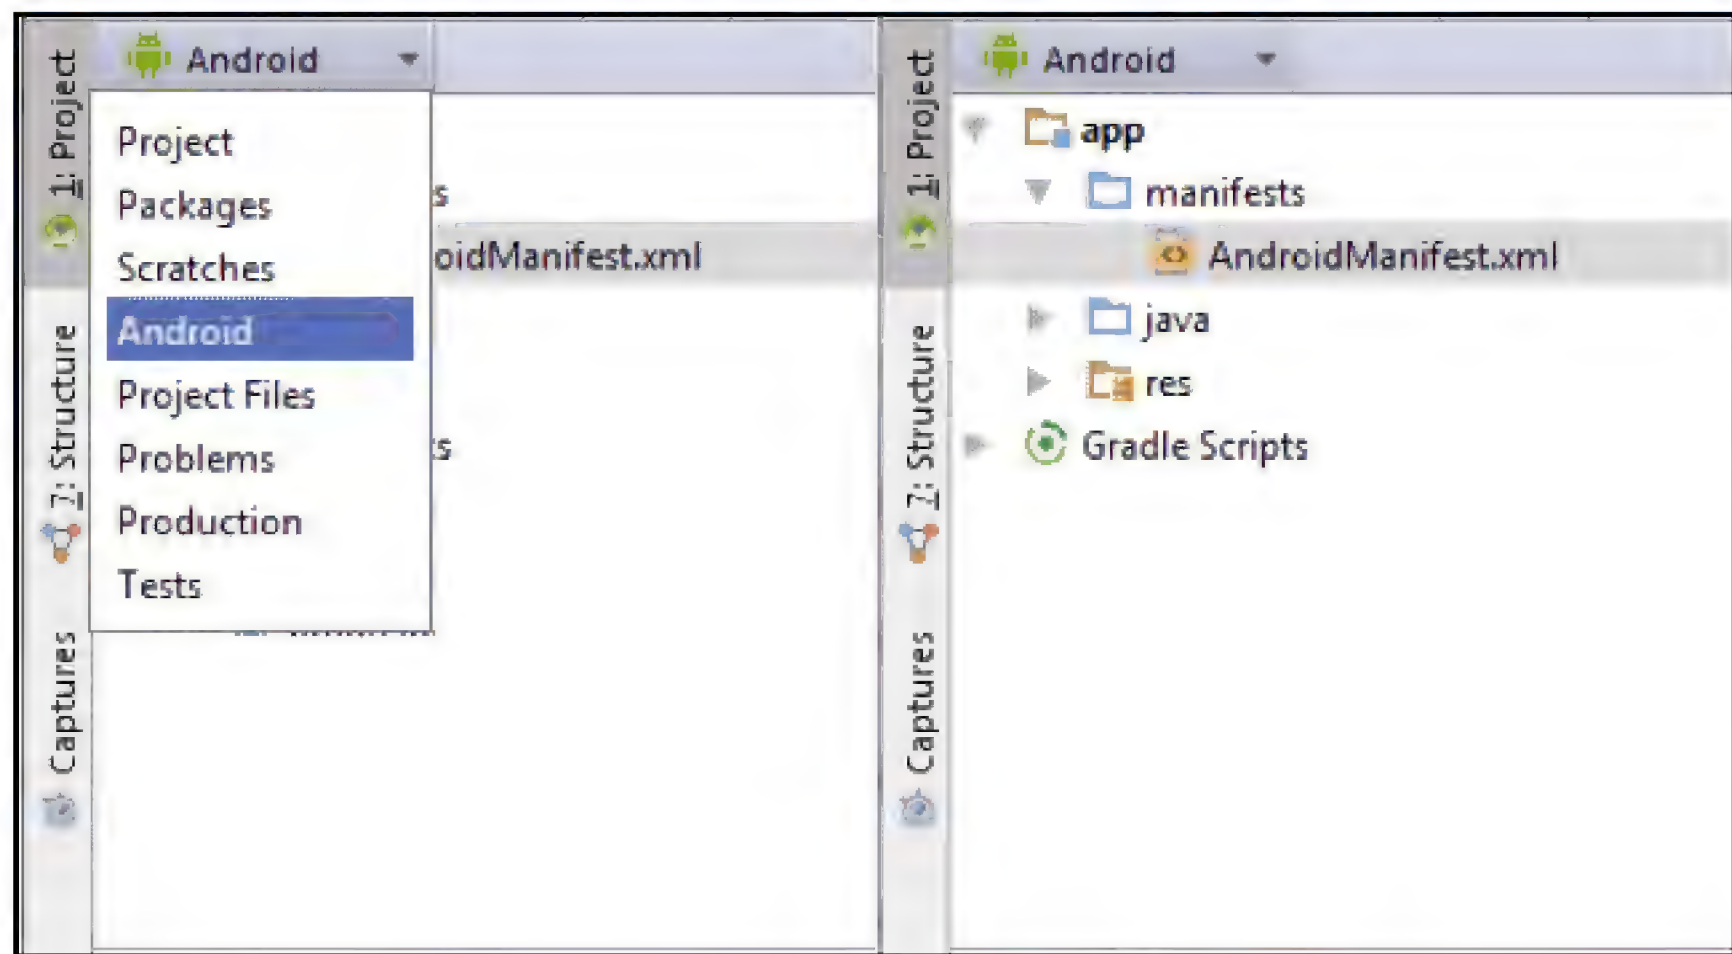 Android
Project
Packages
Scratches
Android
Project Files
Problems
Production
Tests
s
oidManifest.xml
ts
1: Project
7: Structure
Captures
Android
app
manifests
AndroidManifest.xml
java
res
Gradle Scripts
1: Project
7: Structure
Captures